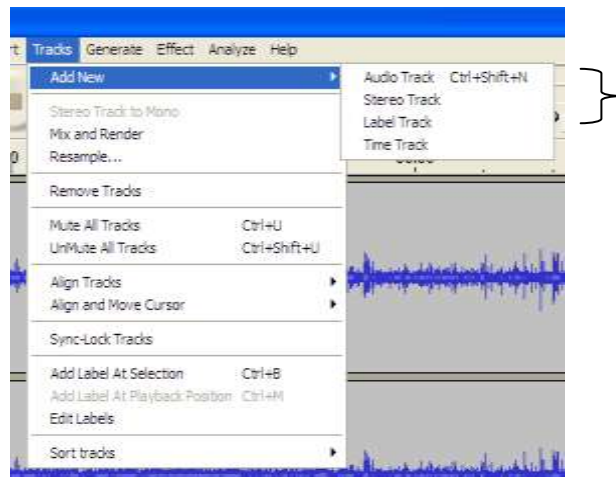 Tracks Generate Effect Analyze Help
Add New
Audio Track Ctrl+Shift+N
Stereo Track
Label Track
Time Track
Stereo Track to Mono
Mix and Render
Resample...
Remove Tracks
Mute All Tracks Ctrl+U
UnMute All Tracks Ctrl+Shift+U
Align Tracks
Align and Move Cursor
Sync-Lock Tracks
Add Label At Selection Ctrl+B
Add Label At Playback Position Ctrl+M
Edit Labels
Sort tracks